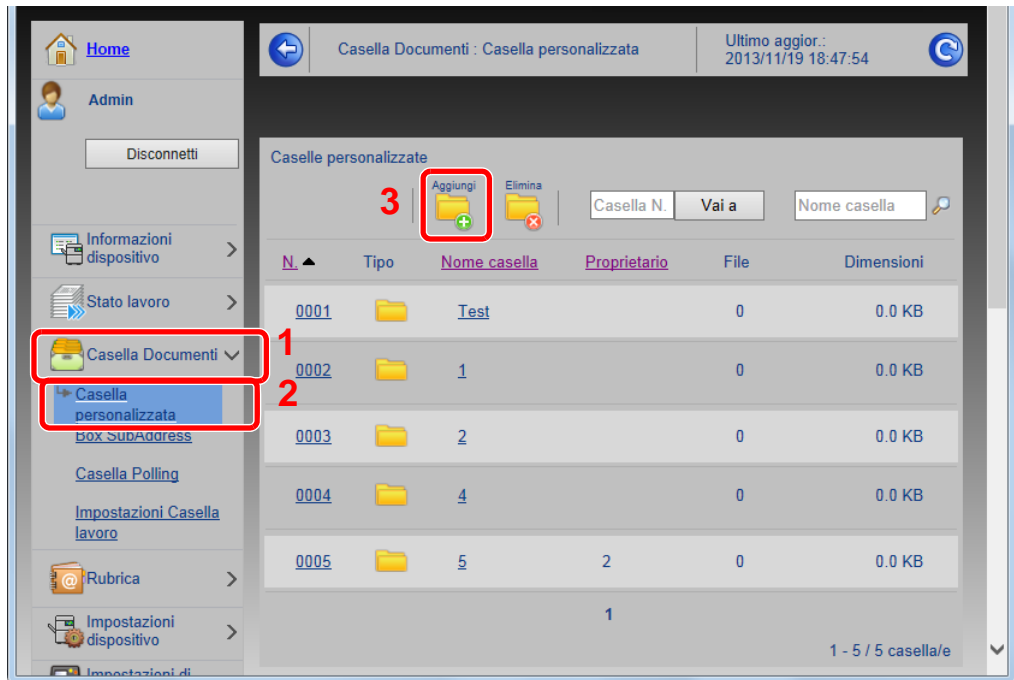 Home
Casella Documenti : Casella personalizzata
Ultimo aggior.:
2013/11/19 18:47:54
Admin
Disconnetti
Caselle personalizzate
3
Aggiungi
Elimina
Casella N.
Vai a
Nome casella
Informazioni
dispositivo
N. Tipo Nome casella Proprietario File Dimensioni
Stato lavoro
0001 Test 0 0.0 KB
1
Casella Documenti
0002 1 0 0.0 KB
2
Casella
personalizzata
Box SubAddress
0003 2 0 0.0 KB
Casella Polling
0004 4 0 0.0 KB
Impostazioni Casella
lavoro
0005 5 2 0 0.0 KB
Rubrica
1
Impostazioni
dispositivo
1 - 5 / 5 casella/e
Impostazioni di